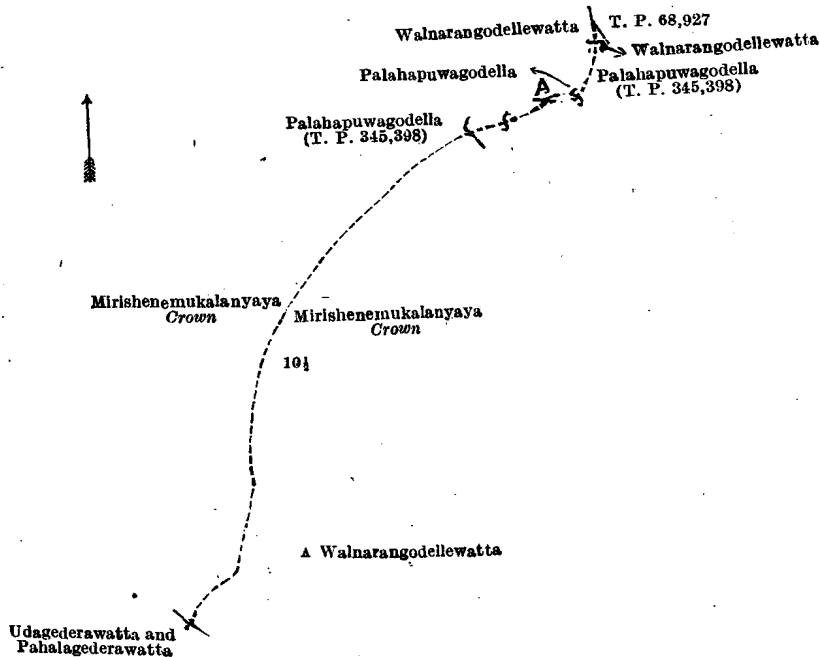 Walnarangodellewatta
T. P. 68,927
Walnarangodellewatta
Palahapuwagodella
Palahapuwagodella
(T. P. 345,398)
A
Palahapuwagodella
(T. P. 345,398)
Mirishenemukalanyaya
Crown
Mirishenemukalanyaya
Crown
10½
A Walnarangodellewatta
Udagederawatta and
Pahalagederawatta